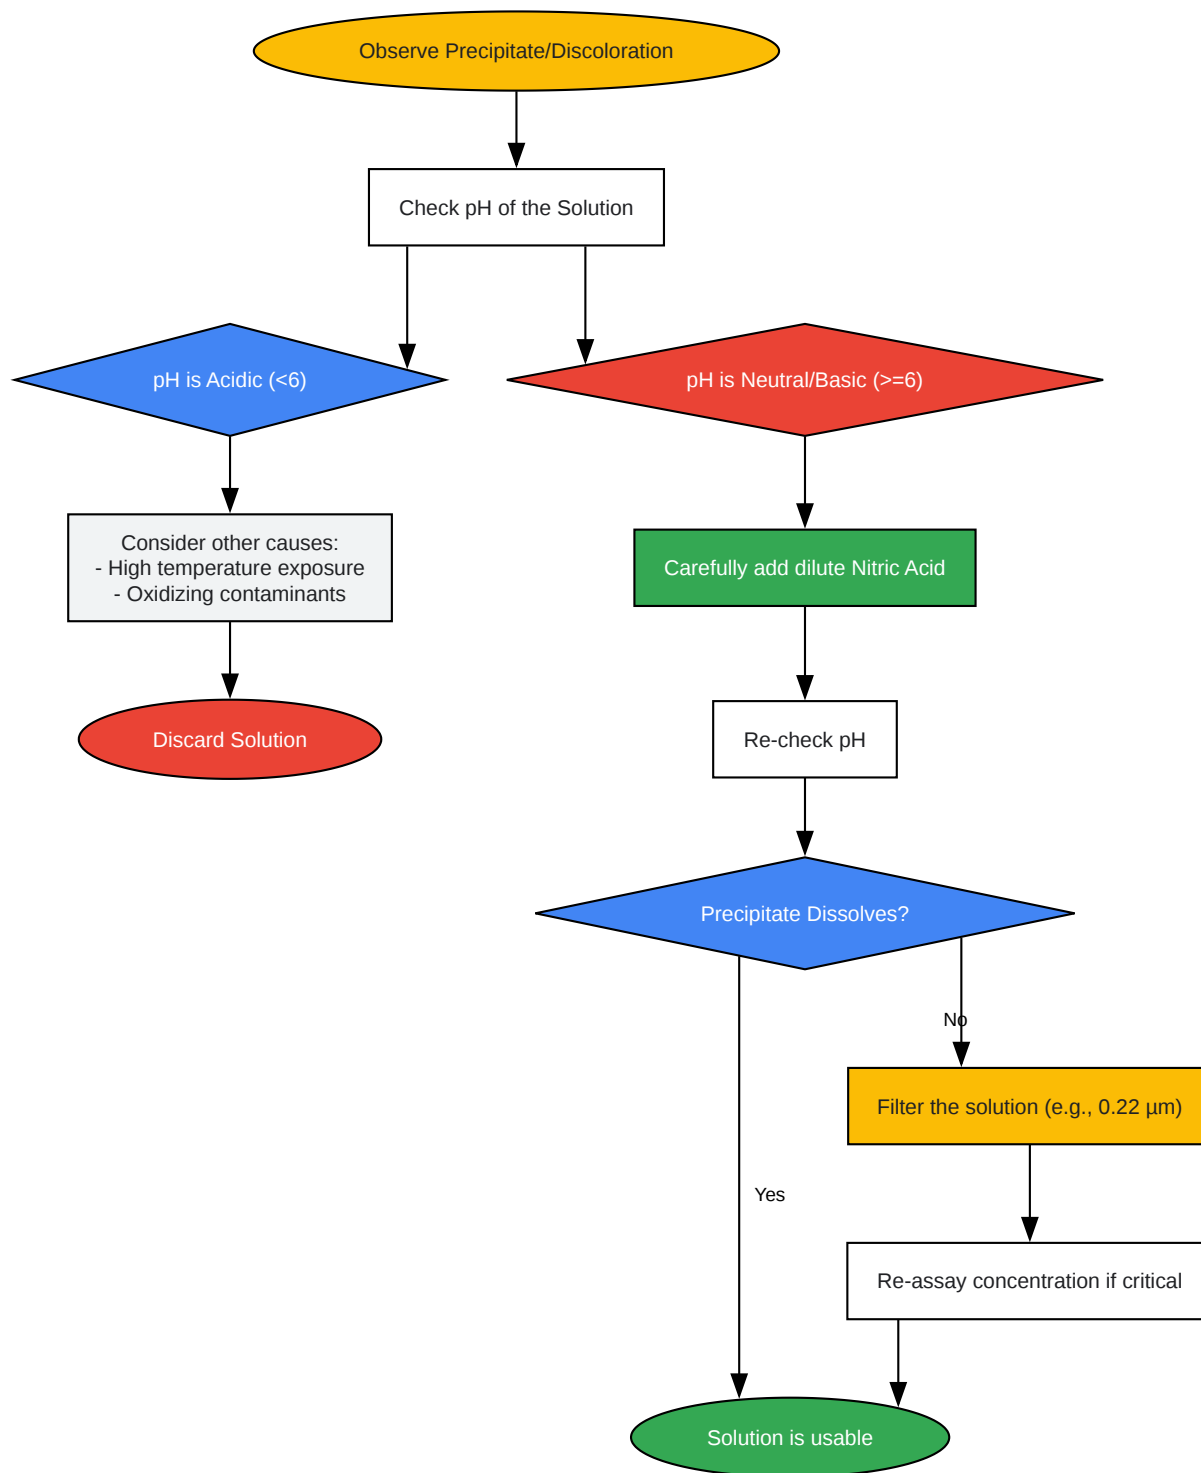 Observe Precipitate/Discoloration
Check pH of the Solution
pH is Acidic (<6)
pH is Neutral/Basic (>=6)
Consider other causes:
- High temperature exposure
- Oxidizing contaminants
Carefully add dilute Nitric Acid
Discard Solution
Re-check pH
Precipitate Dissolves?
No
Filter the solution (e.g., 0.22 µm)
Yes
Re-assay concentration if critical
Solution is usable